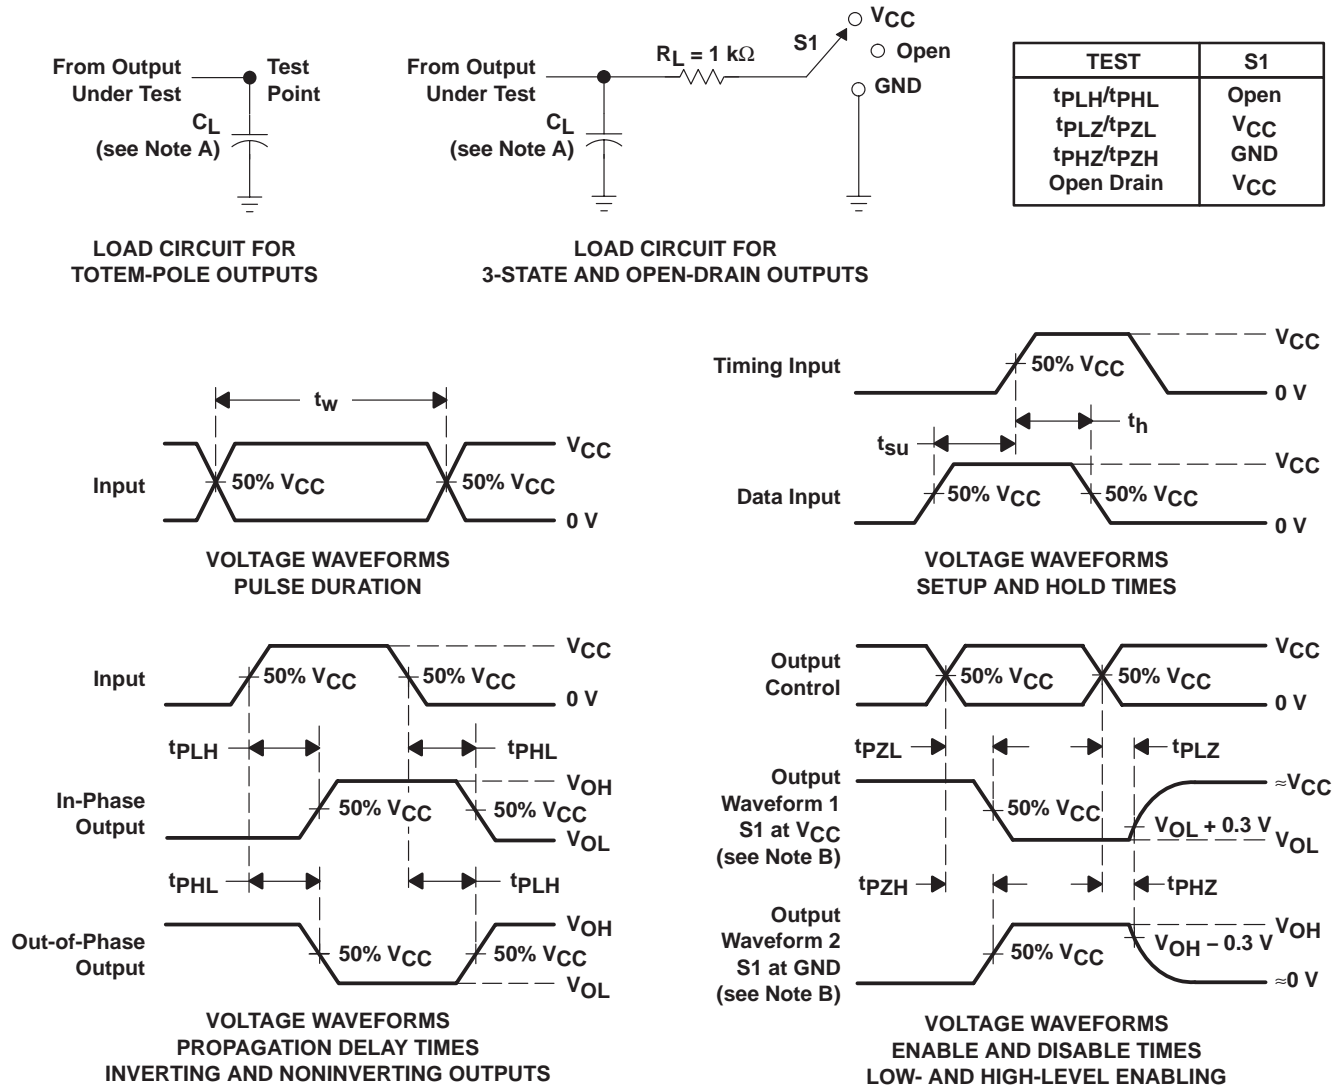 From Output
Under Test
Test
Point
CL
(see Note A)
LOAD CIRCUIT FOR
TOTEM-POLE OUTPUTS
From Output
Under Test
RL = 1 kΩ
S1
VCC
Open
GND
CL
(see Note A)
LOAD CIRCUIT FOR
3-STATE AND OPEN-DRAIN OUTPUTS
TEST S1
tPLH/tPHL Open
tPLZ/tPZL VCC
tPHZ/tPZH GND
Open Drain VCC
tw
Input
50% VCC
50% VCC
VCC
0 V
VOLTAGE WAVEFORMS
PULSE DURATION
Timing Input
50% VCC
VCC
0 V
tsu
th
Data Input
50% VCC
50% VCC
VCC
0 V
VOLTAGE WAVEFORMS
SETUP AND HOLD TIMES
Input
50% VCC
50% VCC
VCC
0 V
tPLH
tPHL
In-Phase
Output
50% VCC
50% VCC
VOH
VOL
tPHL
tPLH
Out-of-Phase
Output
50% VCC
50% VCC
VOH
VOL
VOLTAGE WAVEFORMS
PROPAGATION DELAY TIMES
INVERTING AND NONINVERTING OUTPUTS
Output
Control
50% VCC
50% VCC
VCC
0 V
tPZL
tPLZ
Output
Waveform 1
S1 at VCC
(see Note B)
50% VCC
≈VCC
VOL + 0.3 V
VOL
tPZH
tPHZ
Output
Waveform 2
S1 at GND
(see Note B)
50% VCC
VOH
VOH – 0.3 V
≈0 V
VOLTAGE WAVEFORMS
ENABLE AND DISABLE TIMES
LOW- AND HIGH-LEVEL ENABLING